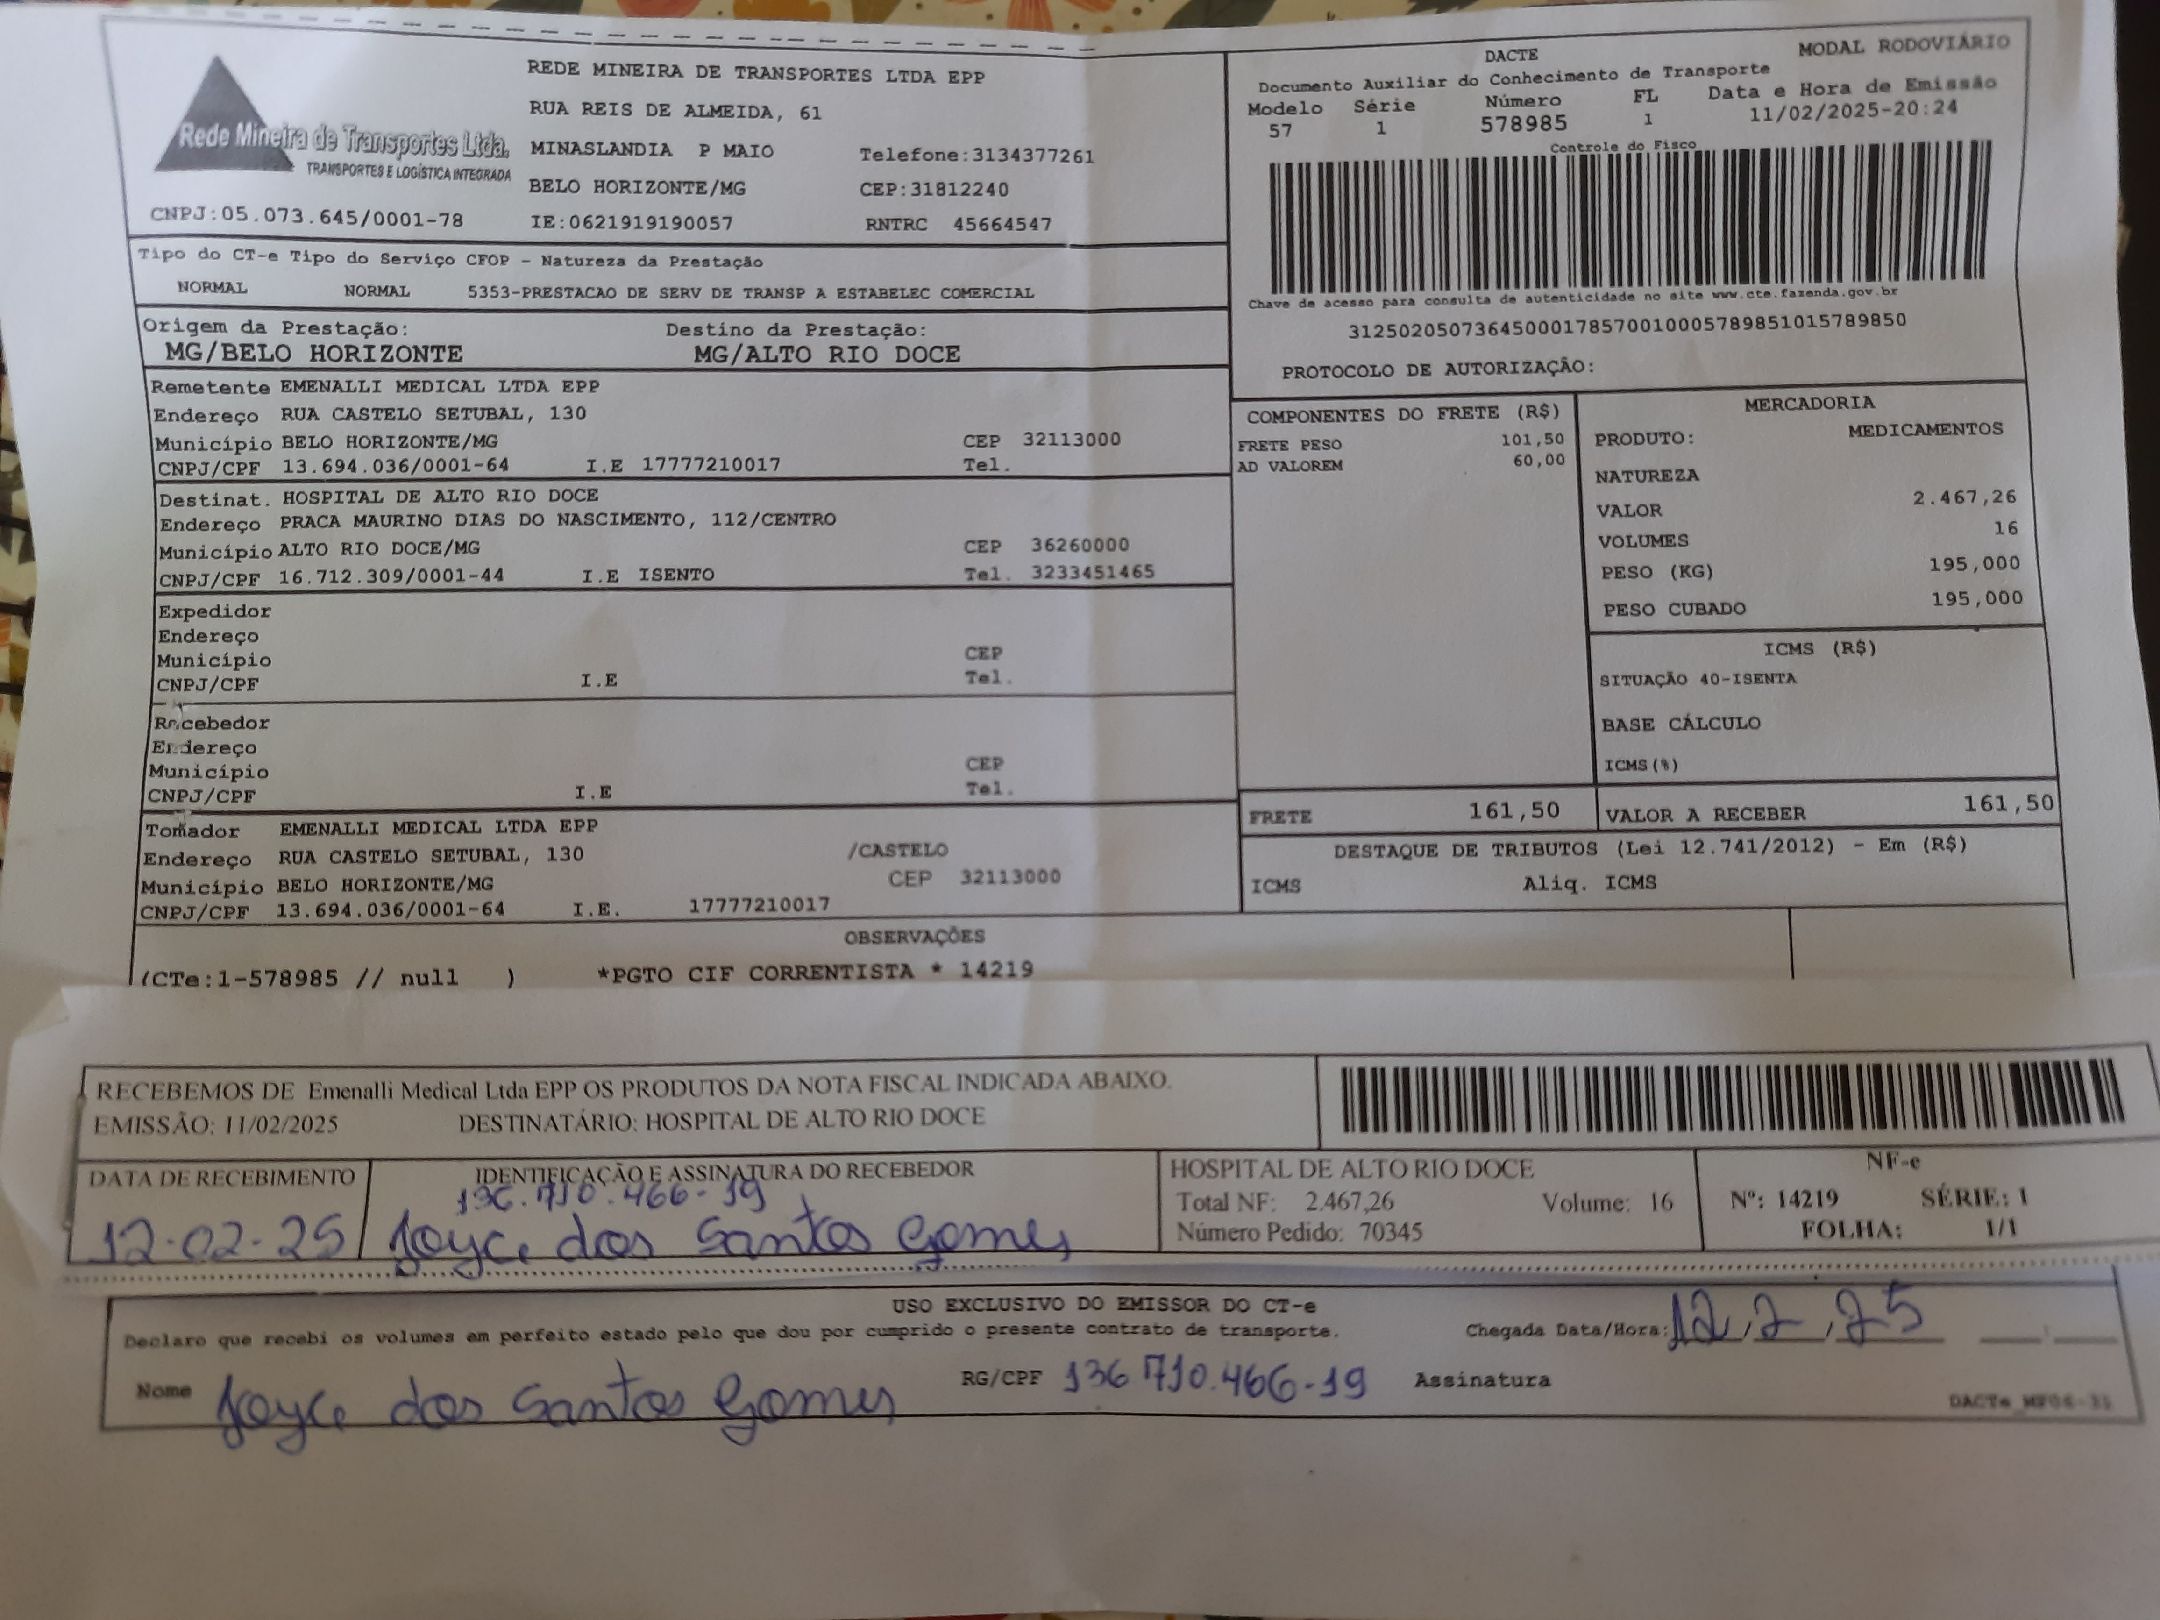 Rede Mineira de Transportes Ltda.
TRANSPORTES E LOGÍSTICA INTEGRADA
CNPJ:05.073.645/0001-78
REDE MINEIRA DE TRANSPORTES LTDA EPP
RUA REIS DE ALMEIDA, 61
MINASLANDIA P MAIO Telefone:3134377261
BELO HORIZONTE/MG CEP:31812240
IE:0621919190057 RNTRC 45664547
DACTE MODAL RODOVIÁRIO
Documento Auxiliar do Conhecimento de Transporte
Modelo Série Número FL Data e Hora de Emissão
57 1 578985 1 11/02/2025-20:24
Controle do Fisco
Chave de acesso para consulta de autenticidade no site www.cte.fazenda.gov.br
31250205073645000178570010005789851015789850
PROTOCOLO DE AUTORIZAÇÃO:
Tipo do CT-e Tipo do Serviço CFOP - Natureza da Prestação
NORMAL NORMAL 5353-PRESTACAO DE SERV DE TRANSP A ESTABELEC COMERCIAL
Origem da Prestação: Destino da Prestação:
MG/BELO HORIZONTE MG/ALTO RIO DOCE
Remetente EMENALLI MEDICAL LTDA EPP
Endereço RUA CASTELO SETUBAL, 130
Município BELO HORIZONTE/MG CEP 32113000
CNPJ/CPF 13.694.036/0001-64 I.E 17777210017 Tel.
Destinat. HOSPITAL DE ALTO RIO DOCE
Endereço PRACA MAURINO DIAS DO NASCIMENTO, 112/CENTRO
Município ALTO RIO DOCE/MG CEP 36260000
CNPJ/CPF 16.712.309/0001-44 I.E ISENTO Tel. 3233451465
Expedidor
Endereço
Município CEP
CNPJ/CPF I.E Tel.
Recebedor
Endereço
Município CEP
CNPJ/CPF I.E Tel.
Tomador EMENALLI MEDICAL LTDA EPP
Endereço RUA CASTELO SETUBAL, 130 /CASTELO
Município BELO HORIZONTE/MG CEP 32113000
CNPJ/CPF 13.694.036/0001-64 I.E. 17777210017
COMPONENTES DO FRETE (R$)
FRETE PESO 101,50
AD VALOREM 60,00
MERCADORIA
PRODUTO: MEDICAMENTOS
NATUREZA
VALOR 2.467,26
VOLUMES 16
PESO (KG) 195,000
PESO CUBADO 195,000
ICMS (R$)
SITUAÇÃO 40-ISENTA
BASE CÁLCULO
ICMS(%)
FRETE 161,50 VALOR A RECEBER 161,50
DESTAQUE DE TRIBUTOS (Lei 12.741/2012) - Em (R$)
ICMS Aliq. ICMS
OBSERVAÇÕES
(CTe:1-578985 // null ) *PGTO CIF CORRENTISTA * 14219
RECEBEMOS DE Emenalli Medical Ltda EPP OS PRODUTOS DA NOTA FISCAL INDICADA ABAIXO.
EMISSÃO: 11/02/2025 DESTINATÁRIO: HOSPITAL DE ALTO RIO DOCE
DATA DE RECEBIMENTO IDENTIFICAÇÃO E ASSINATURA DO RECEBEDOR
136.710.466-19
12.02.25 Joyce dos Santos Gomes
HOSPITAL DE ALTO RIO DOCE
Total NF: 2.467,26 Volume: 16
Número Pedido: 70345
NF-e
Nº: 14219 SÉRIE: 1
FOLHA: 1/1
USO EXCLUSIVO DO EMISSOR DO CT-e
Declaro que recebi os volumes em perfeito estado pelo que dou por cumprido o presente contrato de transporte. Chegada Data/Hora: 12,2,25
Nome Joyce dos Santos Gomes RG/CPF 136 710.466-19 Assinatura